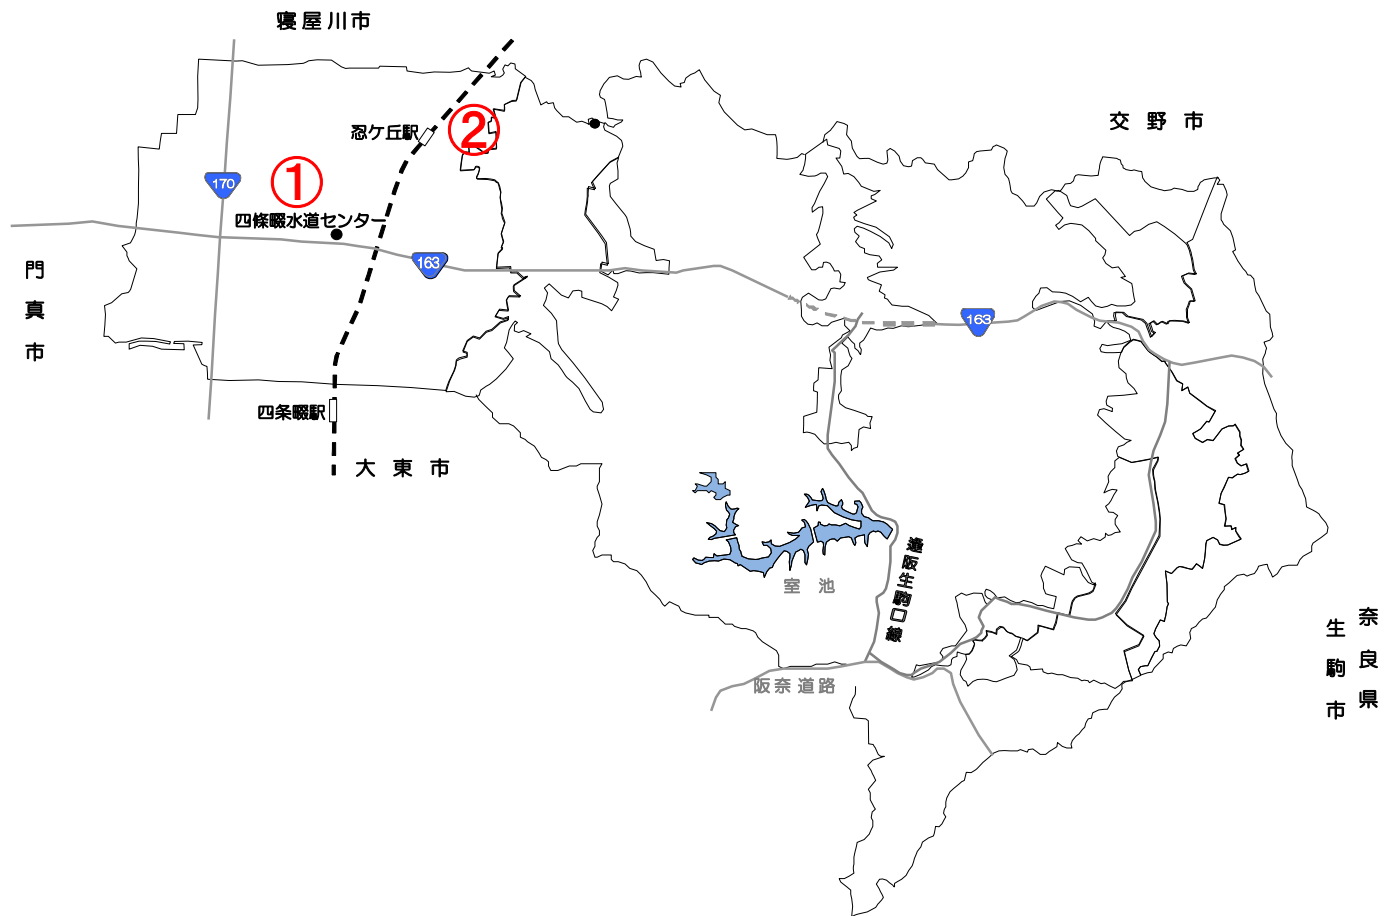 寝屋川市
交野市
忍ケ丘駅
②
①
170
四條畷水道センター
163
門真市
163
四条畷駅
大東市
室池
阪生駒口線
奈良県
生駒市
阪奈道路